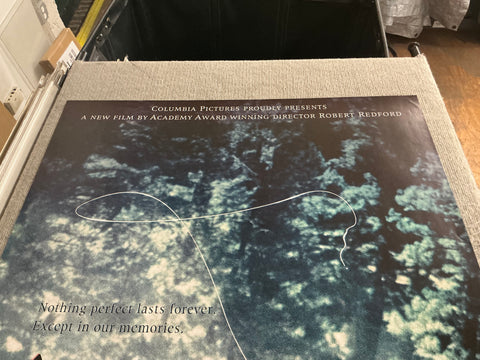 Columbia Pictures proudly presents
a new film by Academy Award winning director Robert Redford
Nothing perfect lasts forever.
Except in our memories.